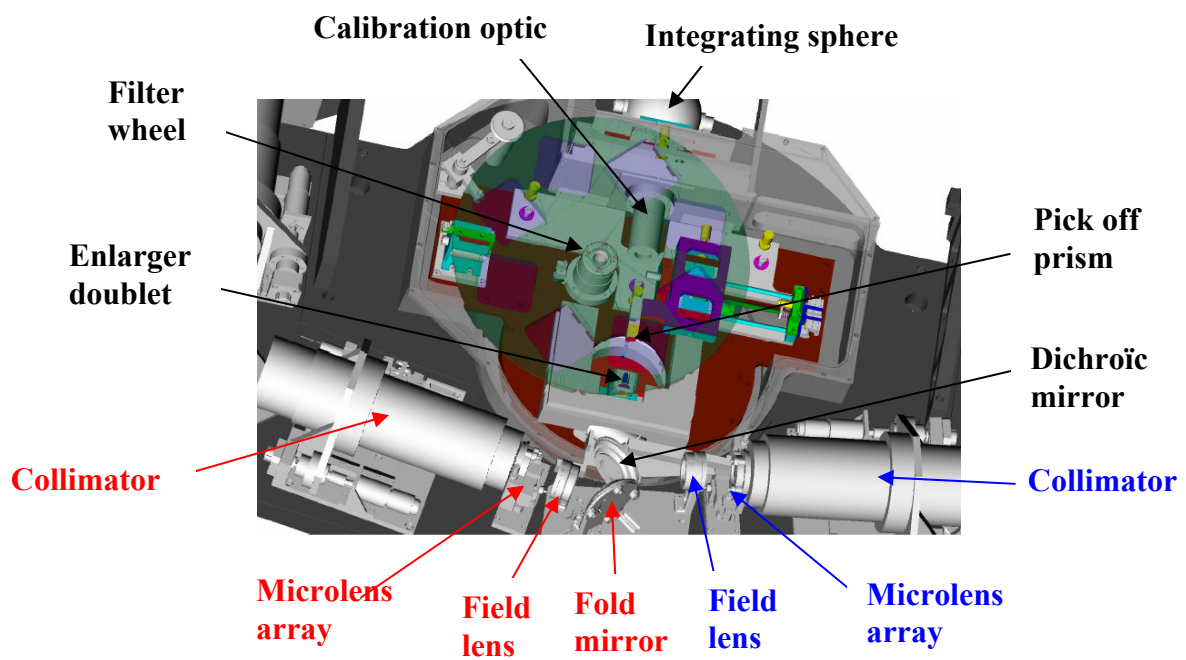 Calibration optic
Integrating sphere
Filter
wheel
Enlarger
doublet
Pick off
prism
Dichroïc
mirror
Collimator
Collimator
Microlens
array
Field
lens
Fold
mirror
Field
lens
Microlens
array